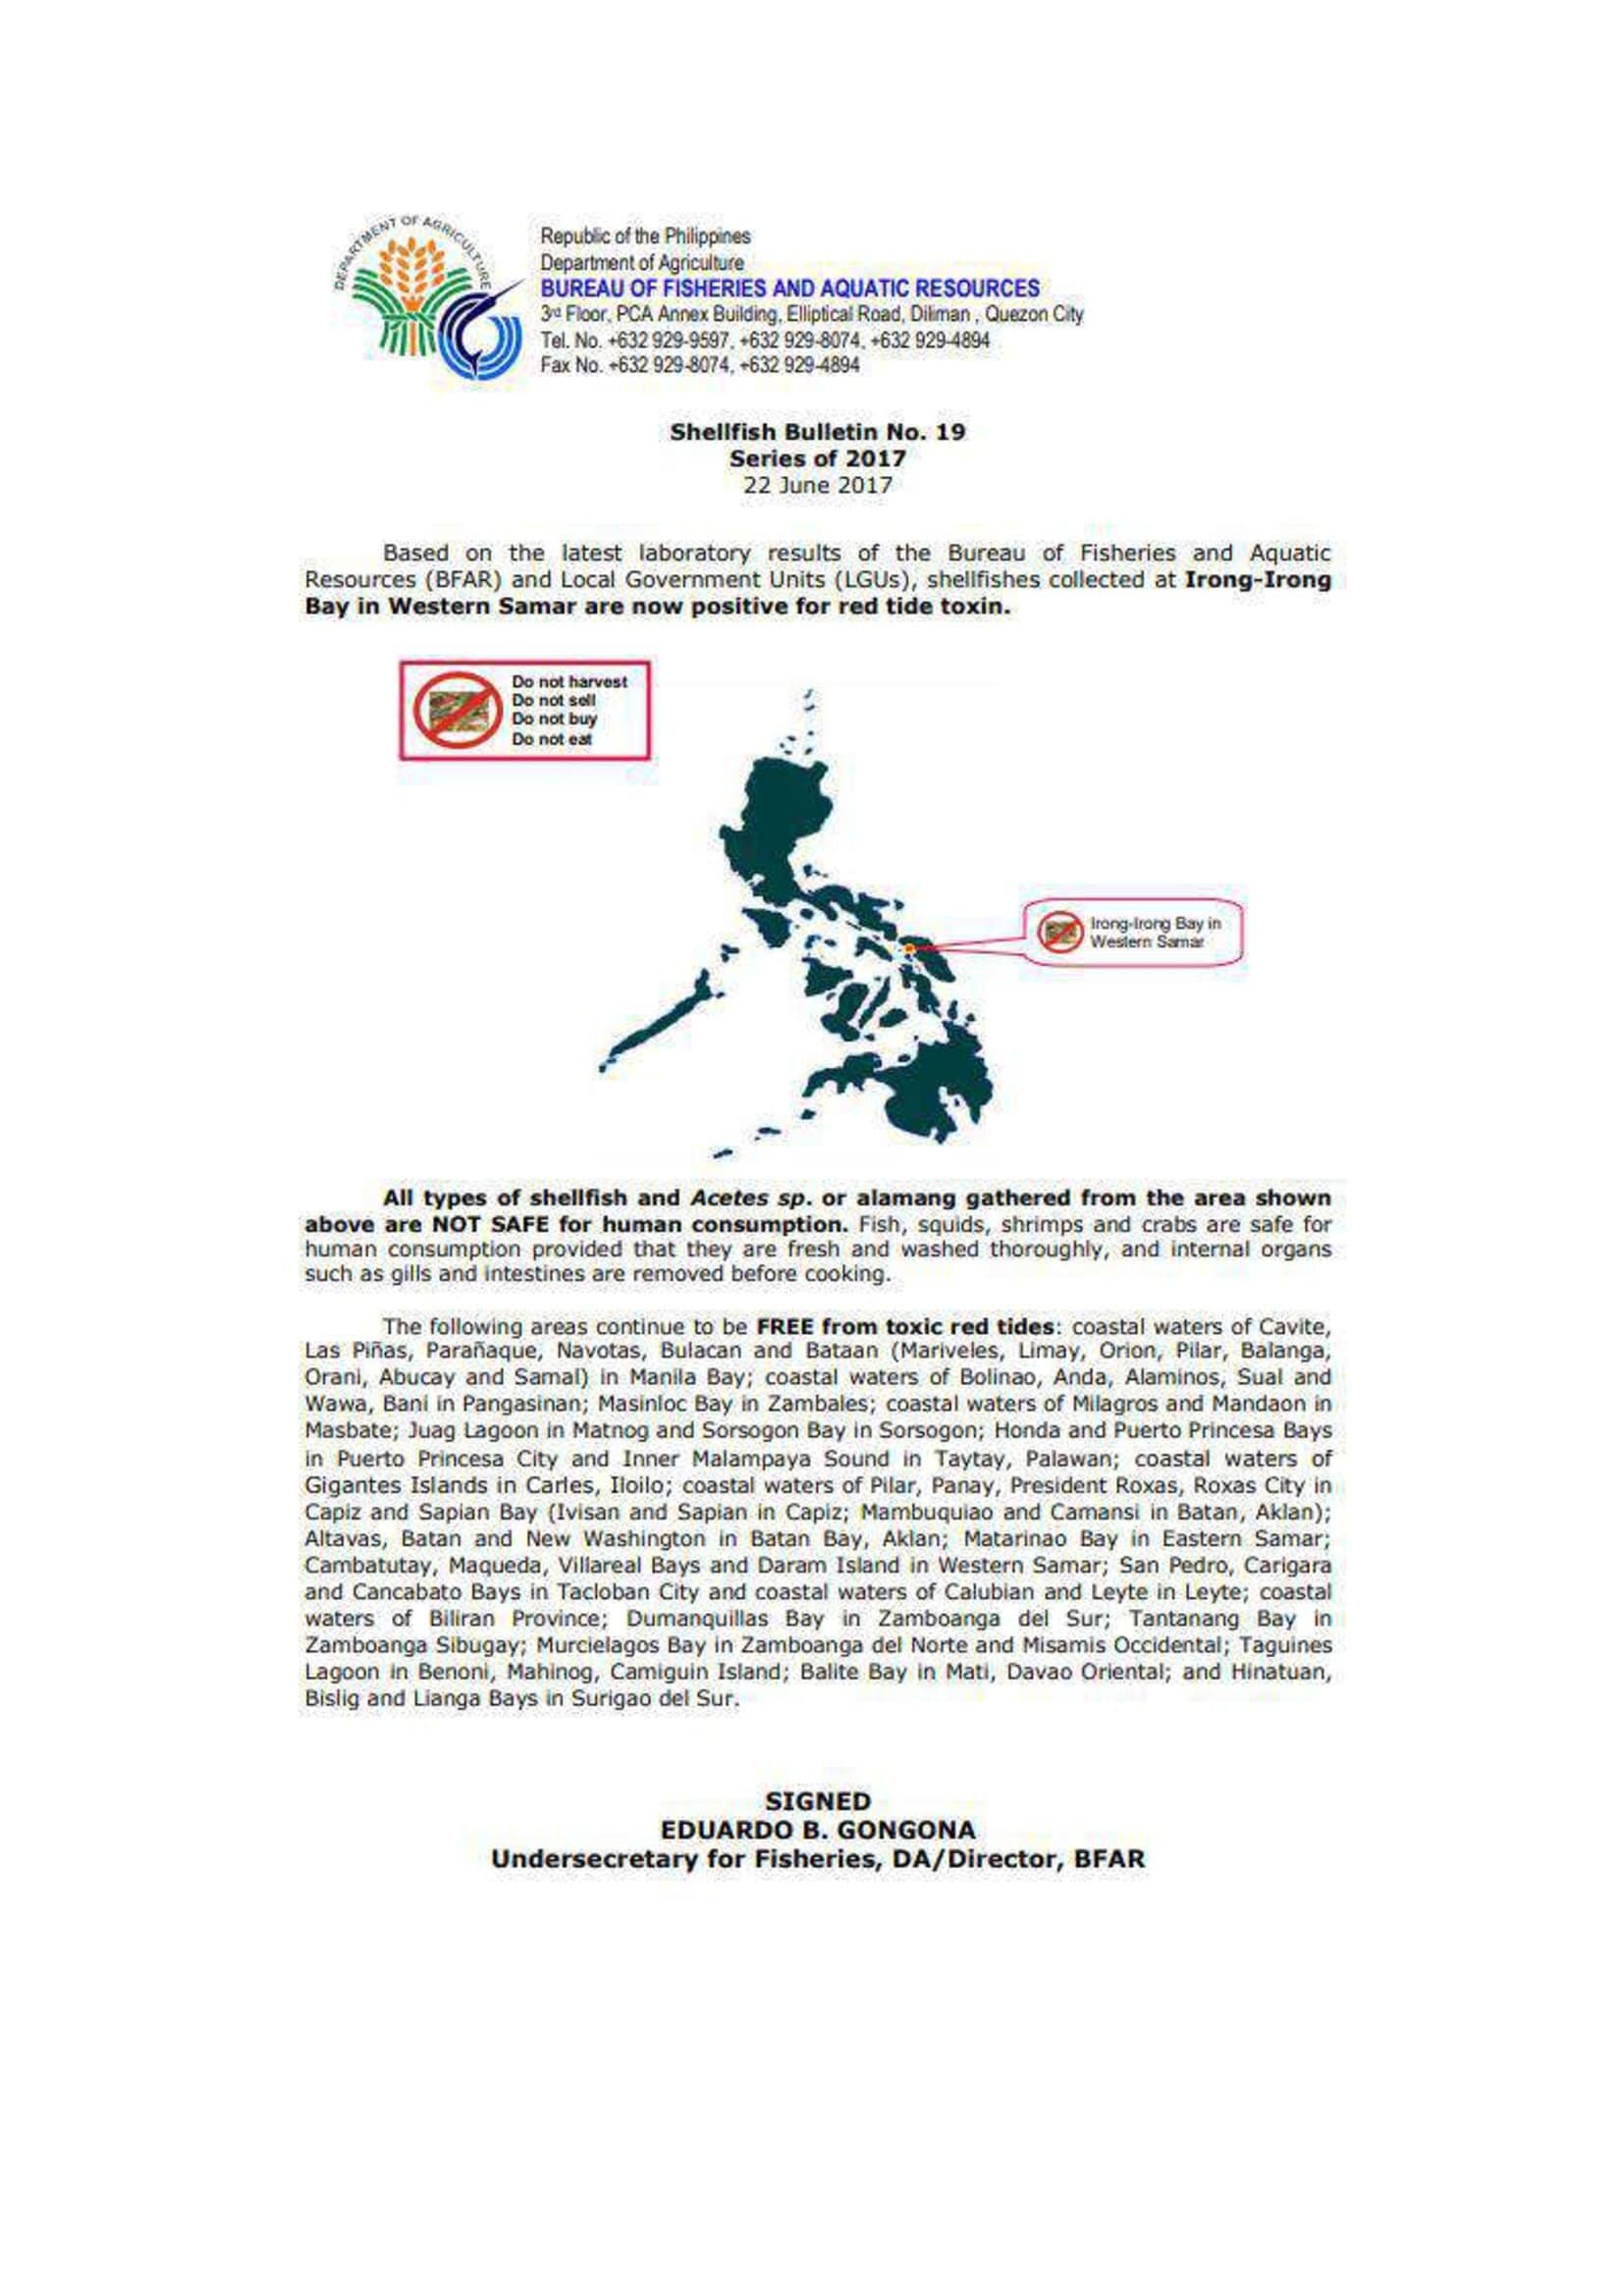 DEPARTMENT OF AGRICULTURE
Republic of the Philippines
Department of Agriculture
BUREAU OF FISHERIES AND AQUATIC RESOURCES
3rd Floor, PCA Annex Building, Elliptical Road, Diliman , Quezon City
Tel. No. +632 929-9597, +632 929-8074, +632 929-4894
Fax No. +632 929-8074, +632 929-4894
Shellfish Bulletin No. 19
Series of 2017
22 June 2017
Based on the latest laboratory results of the Bureau of Fisheries and Aquatic
Resources (BFAR) and Local Government Units (LGUs), shellfishes collected at Irong-Irong
Bay in Western Samar are now positive for red tide toxin.
Do not harvest
Do not sell
Do not buy
Do not eat
Irong-Irong Bay in
Western Samar
All types of shellfish and Acetes sp. or alamang gathered from the area shown
above are NOT SAFE for human consumption. Fish, squids, shrimps and crabs are safe for
human consumption provided that they are fresh and washed thoroughly, and internal organs
such as gills and intestines are removed before cooking.
The following areas continue to be FREE from toxic red tides: coastal waters of Cavite,
Las Piñas, Parañaque, Navotas, Bulacan and Bataan (Mariveles, Limay, Orion, Pilar, Balanga,
Orani, Abucay and Samal) in Manila Bay; coastal waters of Bolinao, Anda, Alaminos, Sual and
Wawa, Bani in Pangasinan; Masinloc Bay in Zambales; coastal waters of Milagros and Mandaon in
Masbate; Juag Lagoon in Matnog and Sorsogon Bay in Sorsogon; Honda and Puerto Princesa Bays
in Puerto Princesa City and Inner Malampaya Sound in Taytay, Palawan; coastal waters of
Gigantes Islands in Carles, Iloilo; coastal waters of Pilar, Panay, President Roxas, Roxas City in
Capiz and Sapian Bay (Ivisan and Sapian in Capiz; Mambuquiao and Camansi in Batan, Aklan);
Altavas, Batan and New Washington in Batan Bay, Aklan; Matarinao Bay in Eastern Samar;
Cambatutay, Maqueda, Villareal Bays and Daram Island in Western Samar; San Pedro, Carigara
and Cancabato Bays in Tacloban City and coastal waters of Calubian and Leyte in Leyte; coastal
waters of Biliran Province; Dumanquillas Bay in Zamboanga del Sur; Tantanang Bay in
Zamboanga Sibugay; Murcielagos Bay in Zamboanga del Norte and Misamis Occidental; Taguines
Lagoon in Benoni, Mahinog, Camiguin Island; Balite Bay in Mati, Davao Oriental; and Hinatuan,
Bislig and Lianga Bays in Surigao del Sur.
SIGNED
EDUARDO B. GONGONA
Undersecretary for Fisheries, DA/Director, BFAR